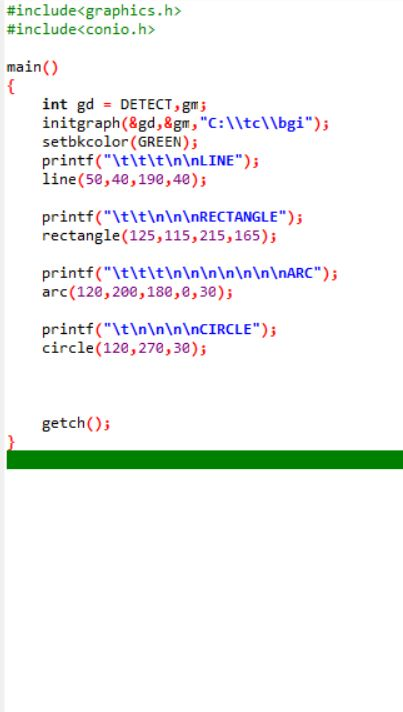 #include<graphics.h>
#include<conio.h>
main()
{
int gd = DETECT,gm;
initgraph(&gd,&gm,"C:\\tc\\bgi");
setbkcolor(GREEN);
printf("\t\t\t\n\nLINE");
line(50,40,190,40);
printf("\t\t\n\n\nRECTANGLE");
rectangle(125,115,215,165);
printf("\t\t\t\n\n\n\n\n\n\nARC");
arc(120,200,180,0,30);
printf("\t\n\n\n\nCIRCLE");
circle(120,270,30);
getch();
}